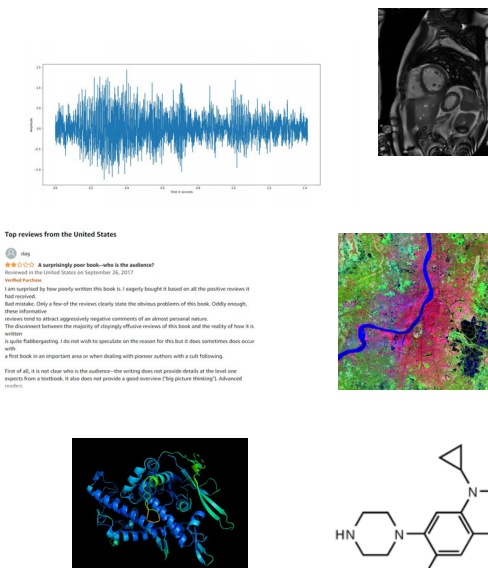 Amplitude
Time in seconds
Top reviews from the United States
dag
A surprisingly poor book--who is the audience?
Reviewed in the United States on September 26, 2017
Verified Purchase
I am surprised by how poorly written this book is. I eagerly bought it based on all the positive reviews it
had received.
Bad mistake. Only a few of the reviews clearly state the obvious problems of this book. Oddly enough,
these informative
reviews tend to attract aggressively negative comments of an almost personal nature.
The disconnect between the majority of cloyingly effusive reviews of this book and the reality of how it is
written
is quite flabbergasting. I do not wish to speculate on the reason for this but it does sometimes does occur
with
a first book in an important area or when dealing with pioneer authors with a cult following.
First of all, it is not clear who is the audience--the writing does not provide details at the level one
expects from a textbook. It also does not provide a good overview ("big picture thinking"). Advanced
readers
N
HN
N